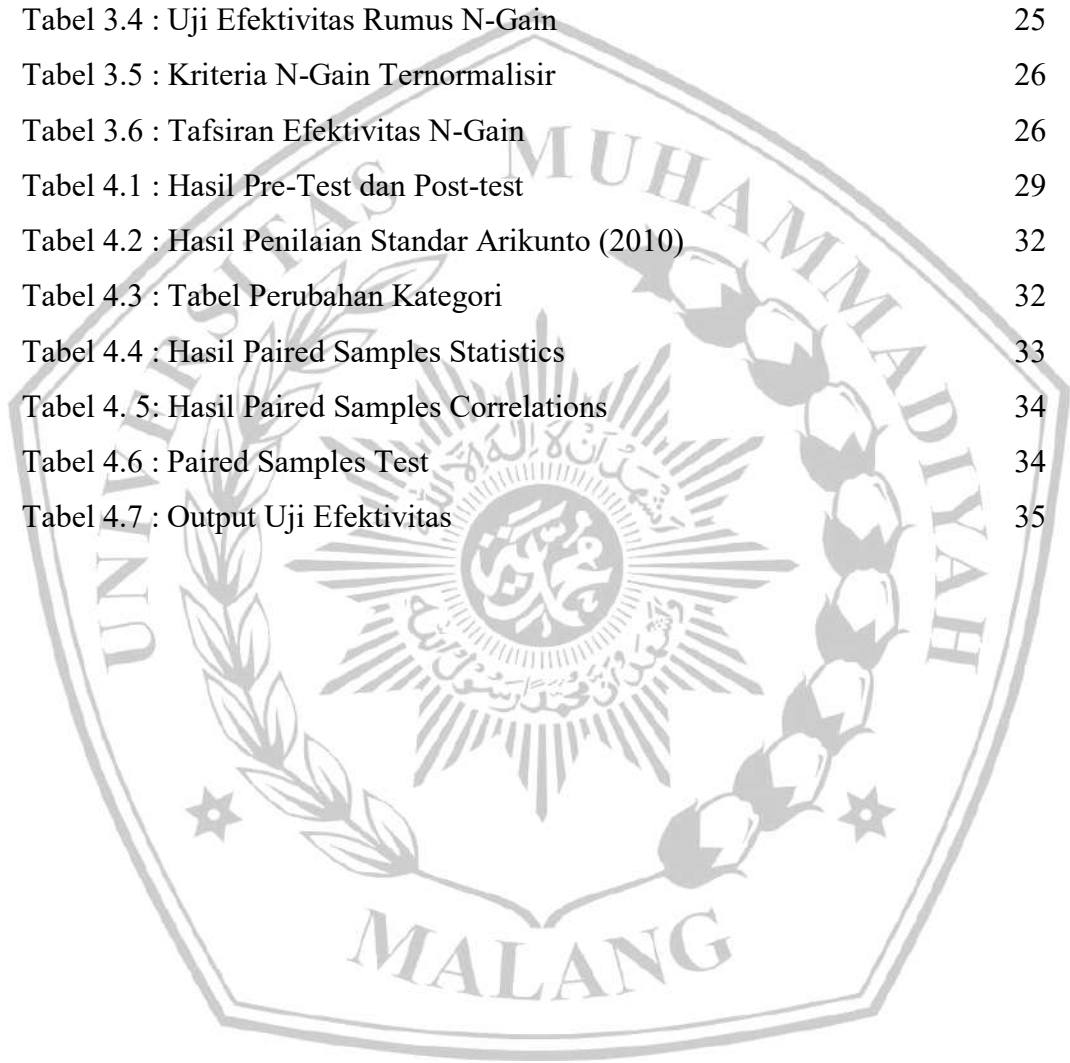 Tabel 3.4 : Uji Efektivitas Rumus N-Gain 25
Tabel 3.5 : Kriteria N-Gain Ternormalisir 26
Tabel 3.6 : Tafsiran Efektivitas N-Gain 26
Tabel 4.1 : Hasil Pre-Test dan Post-test 29
Tabel 4.2 : Hasil Penilaian Standar Arikunto (2010) 32
Tabel 4.3 : Tabel Perubahan Kategori 32
Tabel 4.4 : Hasil Paired Samples Statistics 33
Tabel 4. 5: Hasil Paired Samples Correlations 34
Tabel 4.6 : Paired Samples Test 34
Tabel 4.7 : Output Uji Efektivitas 35
UNIVERSITAS MUHAMMADIYAH
MALANG